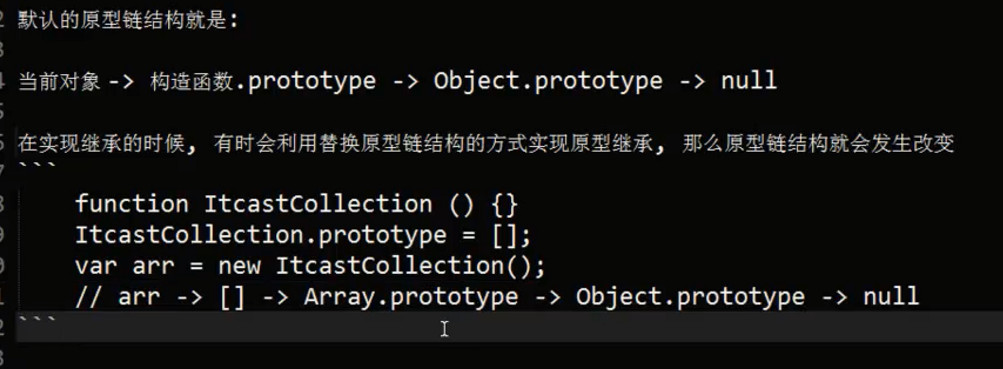 默认的原型链结构就是:
当前对象 -> 构造函数.prototype -> Object.prototype -> null
在实现继承的时候, 有时会利用替换原型链结构的方式实现原型继承, 那么原型链结构就会发生改变
```
function ItcastCollection () {}
ItcastCollection.prototype = [];
var arr = new ItcastCollection();
// arr -> [] -> Array.prototype -> Object.prototype -> null
```